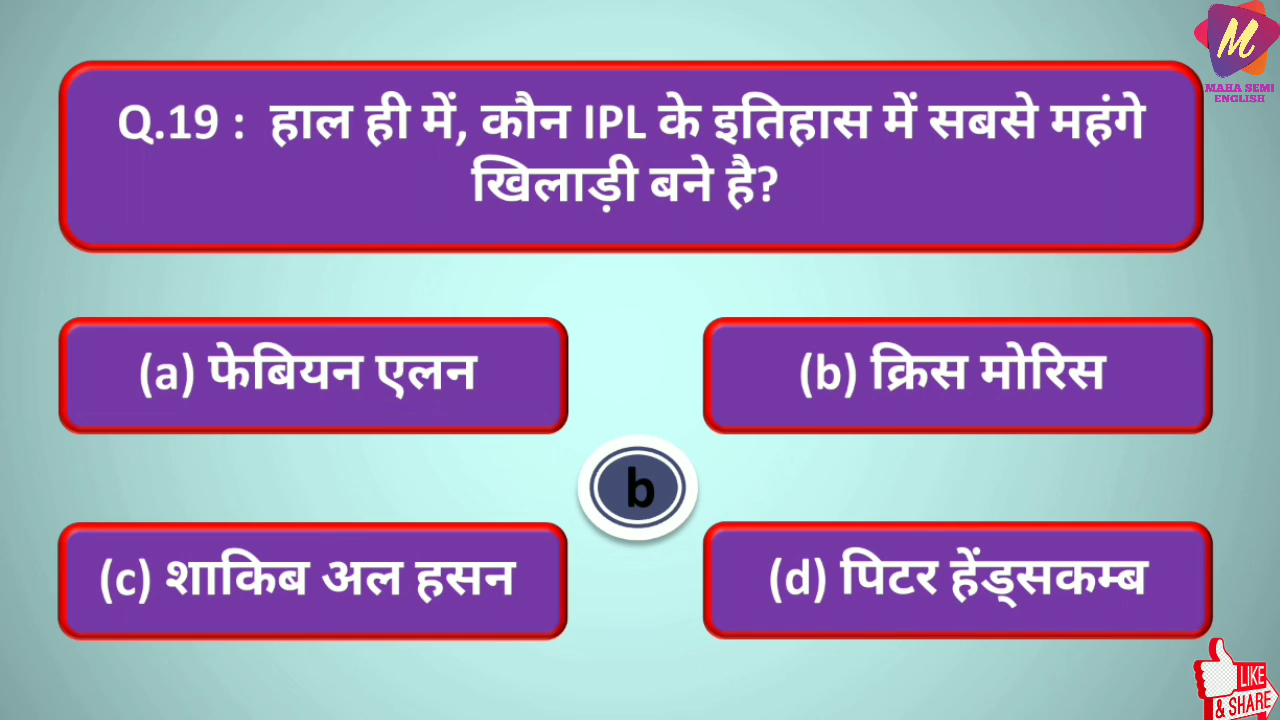 M
MAHA SEMI
ENGLISH
Q.19 : हाल ही में, कौन IPL के इतिहास में सबसे महंगे
खिलाड़ी बने है?
(a) फेबियन एलन
(b) क्रिस मोरिस
b
(c) शाकिब अल हसन
(d) पिटर हेंड्सकम्ब
LIKE
& SHARE